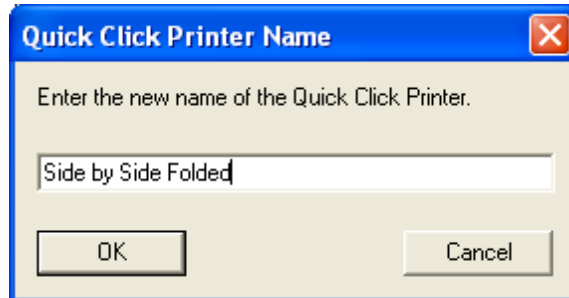 Quick Click Printer Name
Enter the new name of the Quick Click Printer.
Side by Side Folded
OK
Cancel